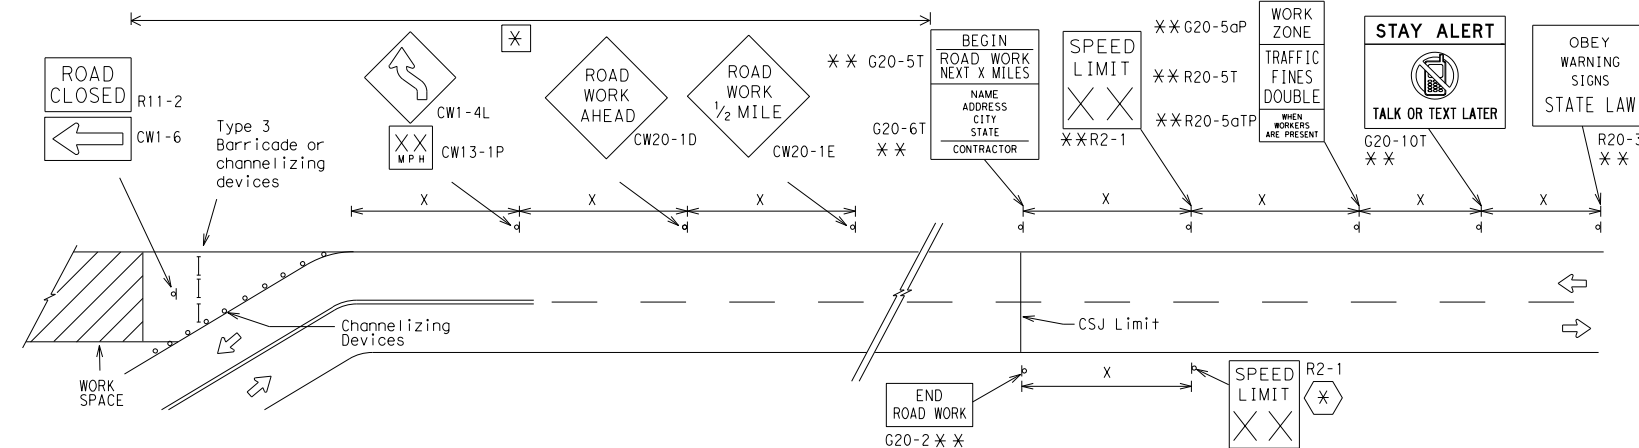 ROAD
CLOSED
R11-2
CW1-6
Type 3
Barricade or
channelizing
devices
CW1-4L
XX
MPH
CW13-1P
*
ROAD
WORK
AHEAD
CW20-1D
ROAD
WORK
1/2 MILE
CW20-1E
** G20-5T
G20-6T
**
BEGIN
ROAD WORK
NEXT X MILES
NAME
ADDRESS
CITY
STATE
CONTRACTOR
SPEED
LIMIT
XX
**R2-1
**G20-5aP
**R20-5T
**R20-5aTP
WORK
ZONE
TRAFFIC
FINES
DOUBLE
WHEN
WORKERS
ARE PRESENT
STAY ALERT
TALK OR TEXT LATER
G20-10T
**
OBEY
WARNING
SIGNS
STATE LAW
R20-3
**
X
X
X
X
X
X
X
Channelizing
Devices
CSJ Limit
WORK
SPACE
END
ROAD WORK
G20-2 **
X
SPEED
LIMIT
XX
R2-1
*